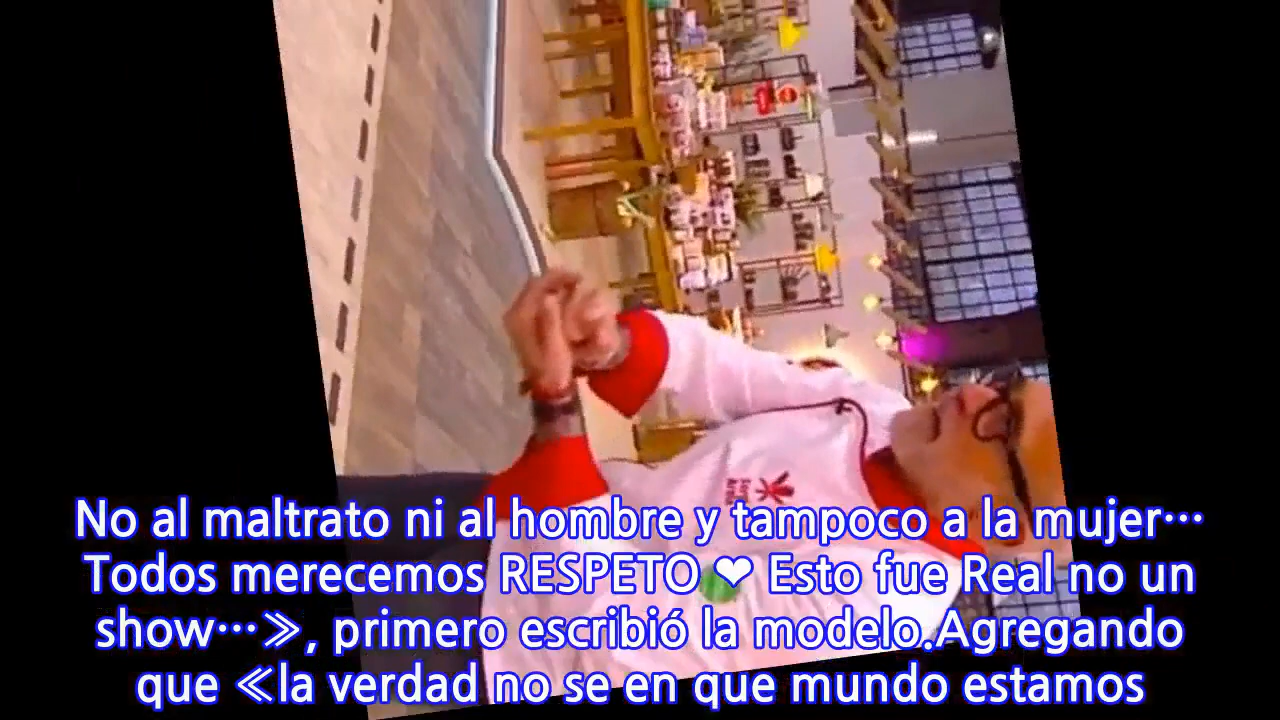 No al maltrato ni al hombre y tampoco a la mujer…
Todos merecemos RESPETO ❤ Esto fue Real no un
show…≫, primero escribió la modelo.Agregando
que ≪la verdad no se en que mundo estamos